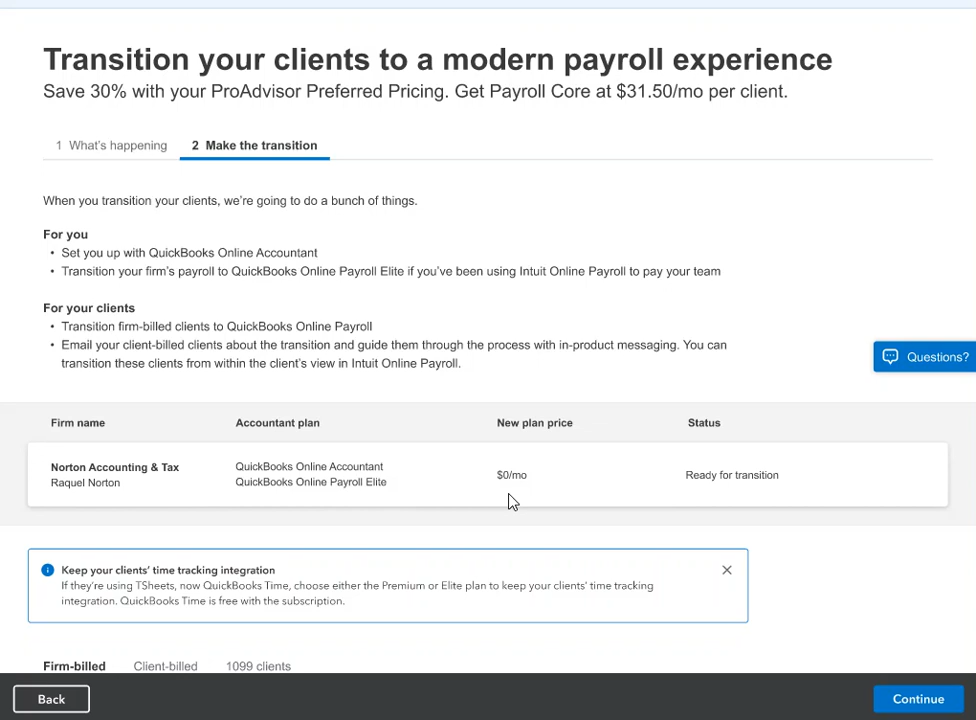 Transition your clients to a modern payroll experience
Save 30% with your ProAdvisor Preferred Pricing. Get Payroll Core at $31.50/mo per client.
1 What's happening
2 Make the transition
When you transition your clients, we're going to do a bunch of things.
For you
• Set you up with QuickBooks Online Accountant
• Transition your firm's payroll to QuickBooks Online Payroll Elite if you've been using Intuit Online Payroll to pay your team
For your clients
• Transition firm-billed clients to QuickBooks Online Payroll
• Email your client-billed clients about the transition and guide them through the process with in-product messaging. You can
transition these clients from within the client's view in Intuit Online Payroll.
Questions?
Firm name Accountant plan New plan price Status
Norton Accounting & Tax
Raquel Norton
QuickBooks Online Accountant
QuickBooks Online Payroll Elite
$0/mo
Ready for transition
Keep your clients' time tracking integration
If they're using TSheets, now QuickBooks Time, choose either the Premium or Elite plan to keep your clients' time tracking
integration. QuickBooks Time is free with the subscription.
Firm-billed Client-billed 1099 clients
Back
Continue